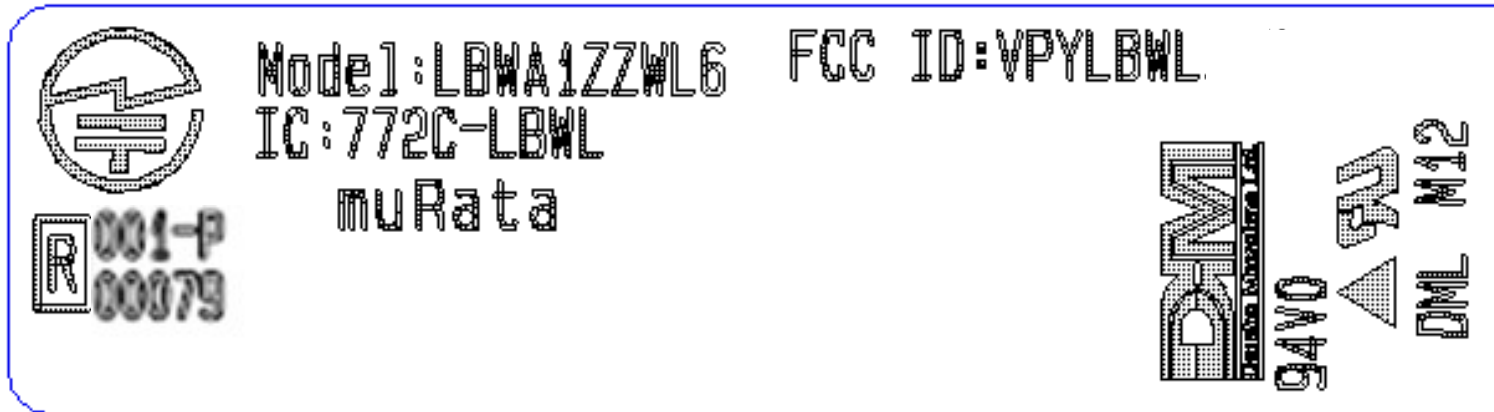 Model:LBWA1ZZWL6
FCC ID:VPYLBWL
IC:772C-LBWL
muRata
R
001-P
00079
94V0
DML M12